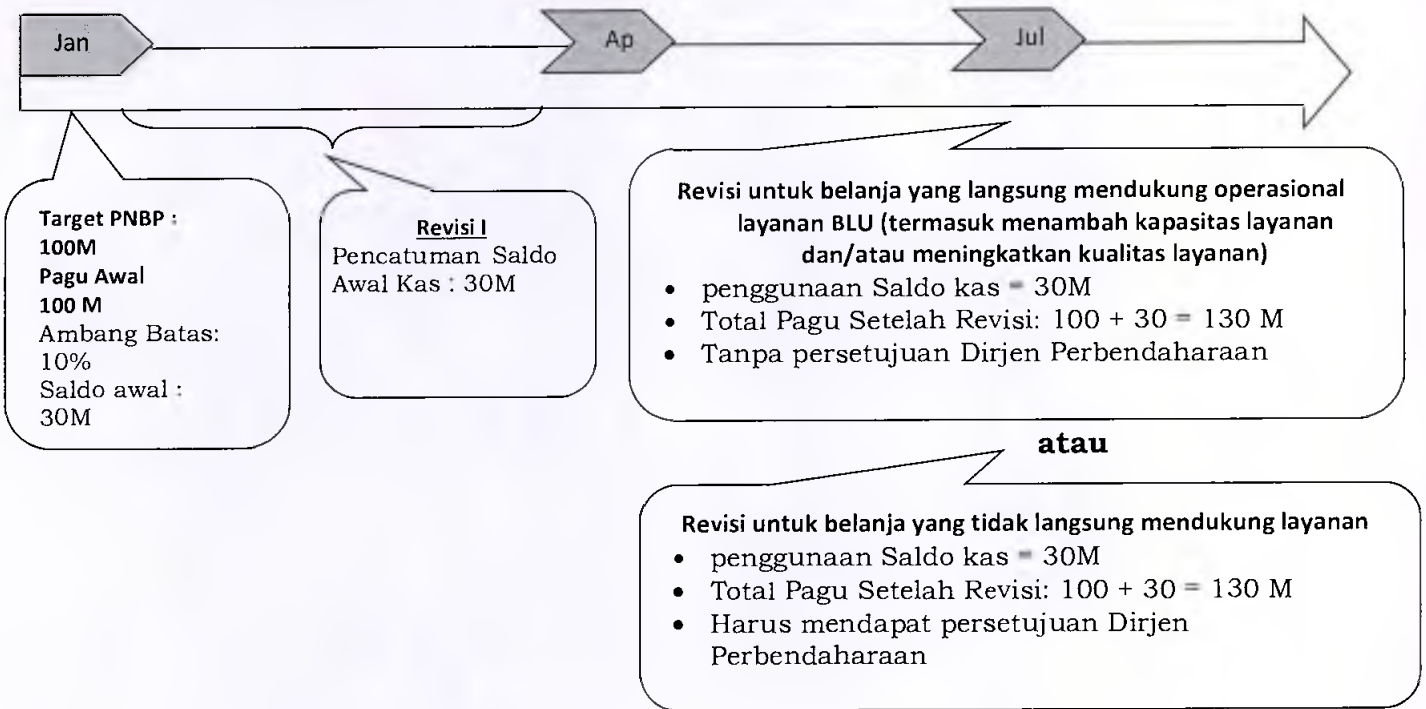 Jan
Ap
Jul
Target PNBP :
100M
Pagu Awal
100 M
Ambang Batas:
10%
Saldo awal :
30M
Revisi I
Pencatuman Saldo
Awal Kas : 30M
Revisi untuk belanja yang langsung mendukung operasional
layanan BLU (termasuk menambah kapasitas layanan
dan/atau meningkatkan kualitas layanan)
• penggunaan Saldo kas = 30M
• Total Pagu Setelah Revisi: 100 + 30 = 130 M
• Tanpa persetujuan Dirjen Perbendaharaan
atau
Revisi untuk belanja yang tidak langsung mendukung layanan
• penggunaan Saldo kas = 30M
• Total Pagu Setelah Revisi: 100 + 30 = 130 M
• Harus mendapat persetujuan Dirjen
Perbendaharaan